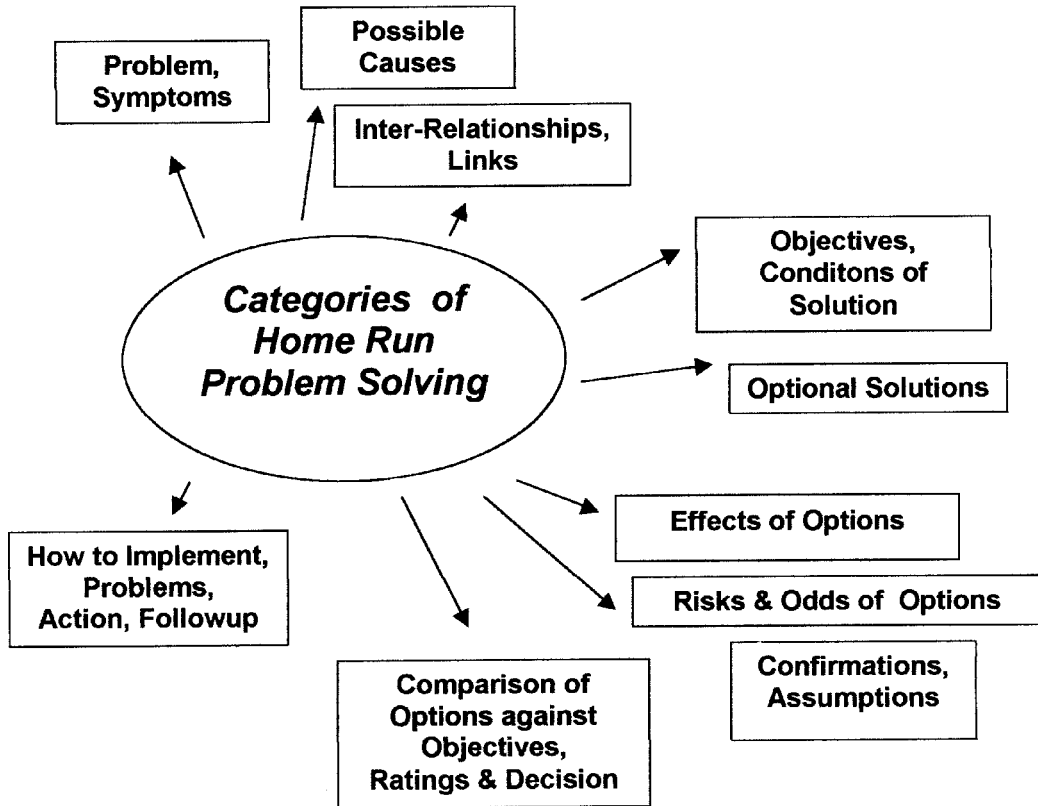 Possible
Causes
Problem,
Symptoms
Inter-Relationships,
Links
Objectives,
Conditons of
Solution
Categories of
Home Run
Problem Solving
Optional Solutions
Effects of Options
How to Implement,
Problems,
Action, Followup
Risks & Odds of Options
Confirmations,
Assumptions
Comparison of
Options against
Objectives,
Ratings & Decision